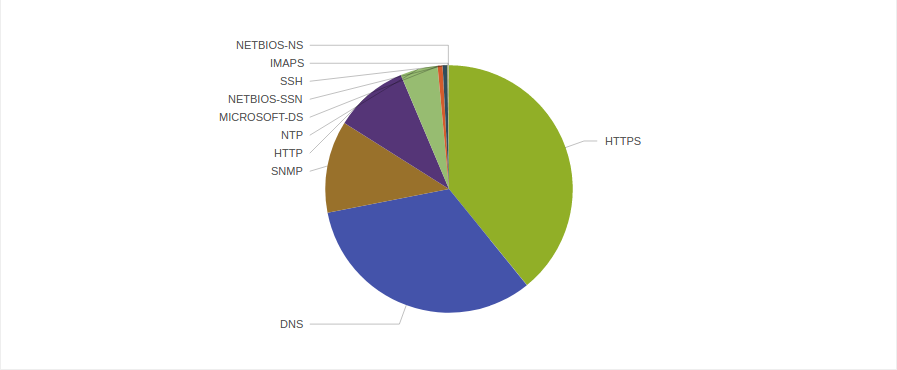 NETBIOS-NS
IMAPS
SSH
NETBIOS-SSN
MICROSOFT-DS
NTP
HTTP
SNMP
HTTPS
DNS